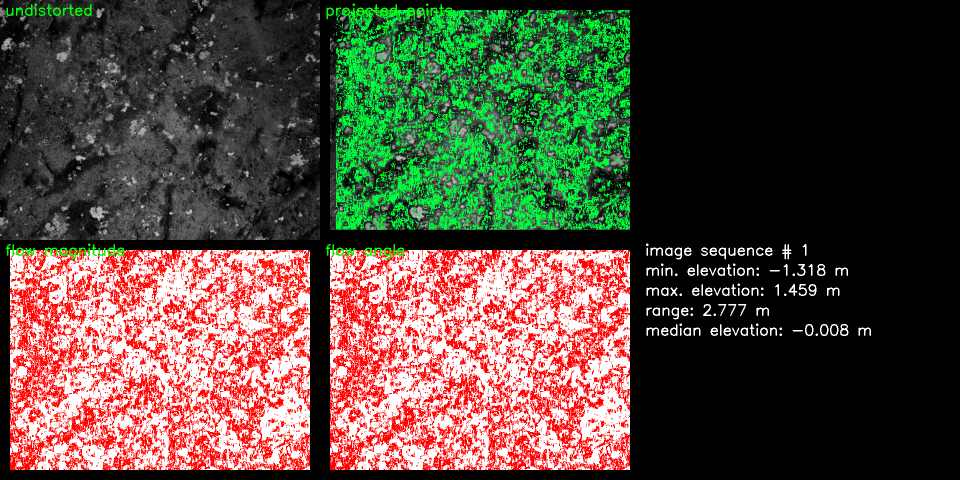 undistorted
projected points
flow magnitude
flow angle
image sequence # 1
min. elevation: -1.318 m
max. elevation: 1.459 m
range: 2.777 m
median elevation: -0.008 m